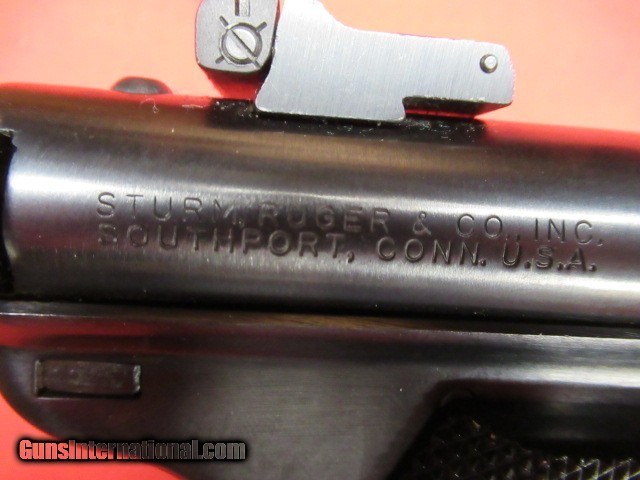 STURM, RUGER & CO., INC.
SOUTHPORT, CONN. U.S.A.
GunsInternational.com